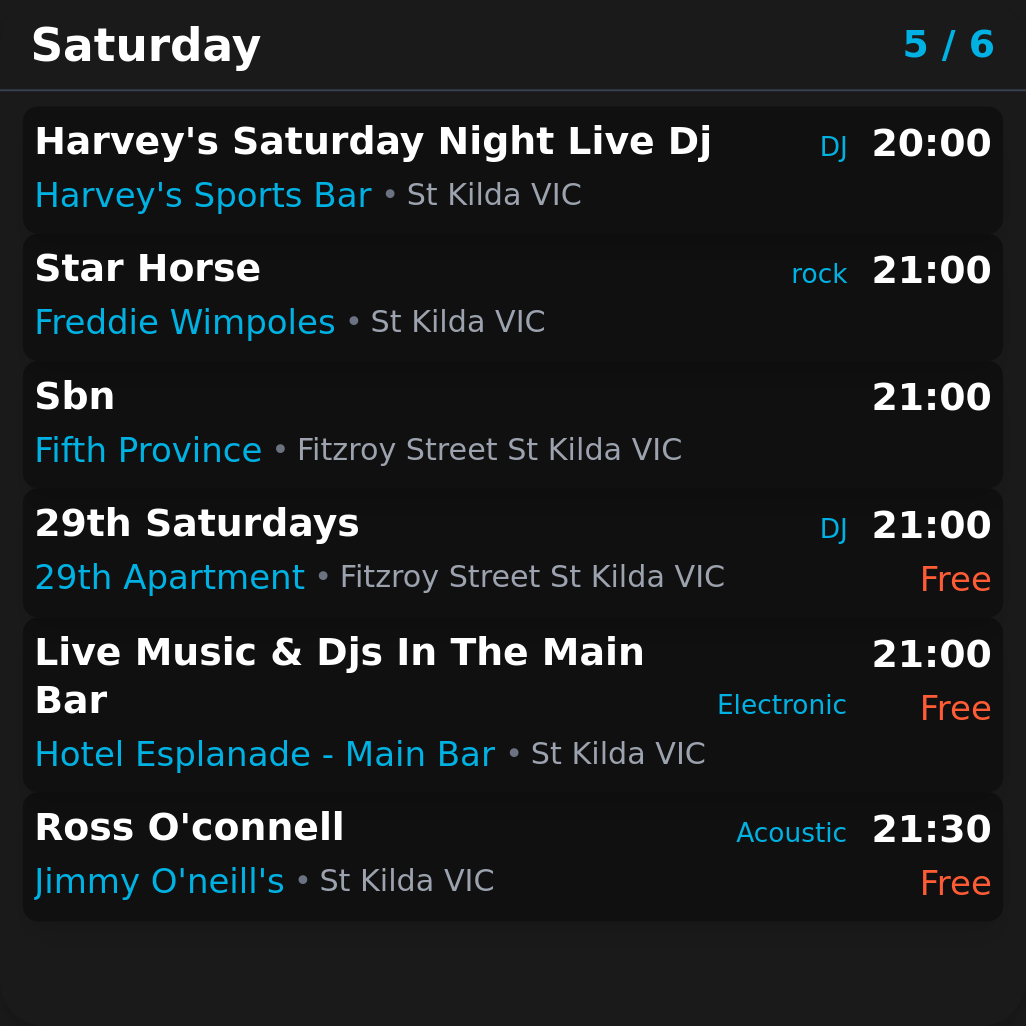 Saturday 5 / 6
Harvey's Saturday Night Live Dj DJ 20:00
Harvey's Sports Bar • St Kilda VIC
Star Horse rock 21:00
Freddie Wimpoles • St Kilda VIC
Sbn 21:00
Fifth Province • Fitzroy Street St Kilda VIC
29th Saturdays DJ 21:00
29th Apartment • Fitzroy Street St Kilda VIC Free
Live Music & Djs In The Main 21:00
Bar Electronic Free
Hotel Esplanade - Main Bar • St Kilda VIC
Ross O'connell Acoustic 21:30
Jimmy O'neill's • St Kilda VIC Free